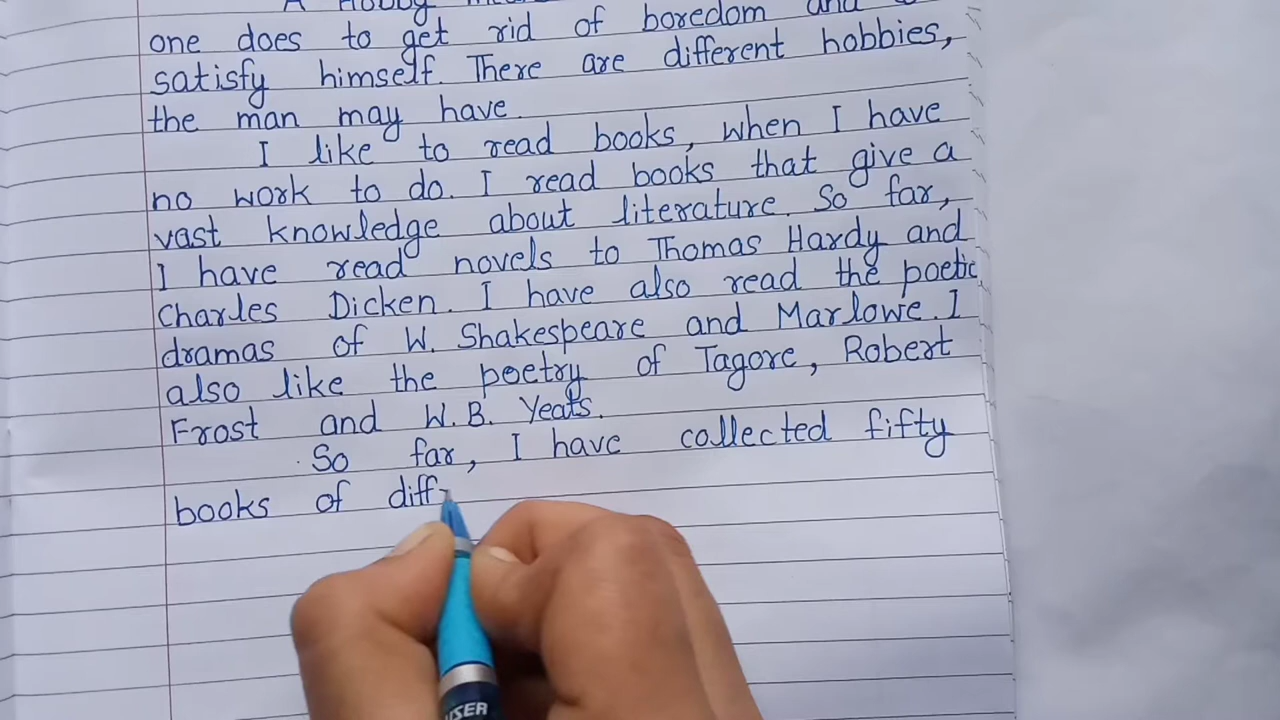 A Hobby
one does to get rid of boredom and
satisfy himself. There are different hobbies,
the man may have.
I like to read books, when I have
no work to do. I read books that give a
vast knowledge about literature. So far,
I have read novels to Thomas Hardy and
Charles Dicken. I have also read the poetic
dramas of W. Shakespeare and Marlowe. I
also like the poetry of Tagore, Robert
Frost and W.B. Yeats.
So far, I have collected fifty
books of diff
USER